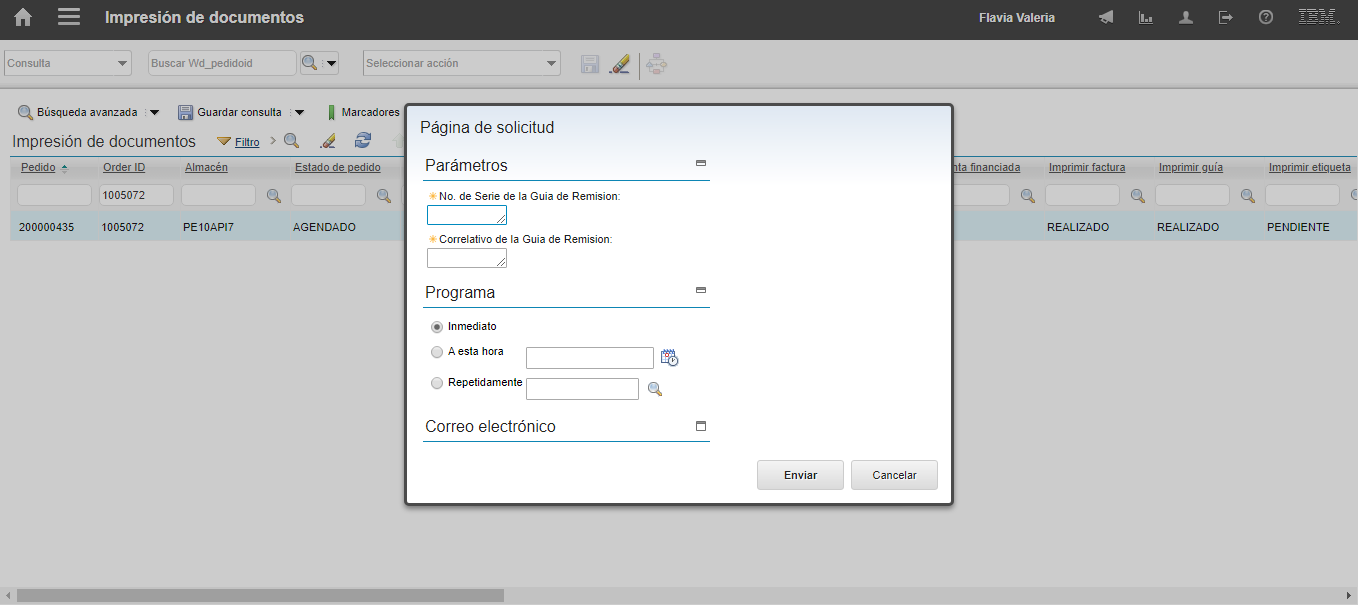 Impresión de documentos
Flavia Valeria
IBM.
Consulta
Buscar Wd_pedidoid
Seleccionar acción
Búsqueda avanzada
Guardar consulta
Marcadores
Impresión de documentos
Filtro
Pedido
Order ID
Almacén
Estado de pedido
nta financiada
Imprimir factura
Imprimir guía
Imprimir etiqueta
1005072
200000435
1005072
PE10API7
AGENDADO
REALIZADO
REALIZADO
PENDIENTE
Página de solicitud
Parámetros
No. de Serie de la Guia de Remision:
Correlativo de la Guia de Remision:
Programa
Inmediato
A esta hora
Repetidamente
Correo electrónico
Enviar
Cancelar